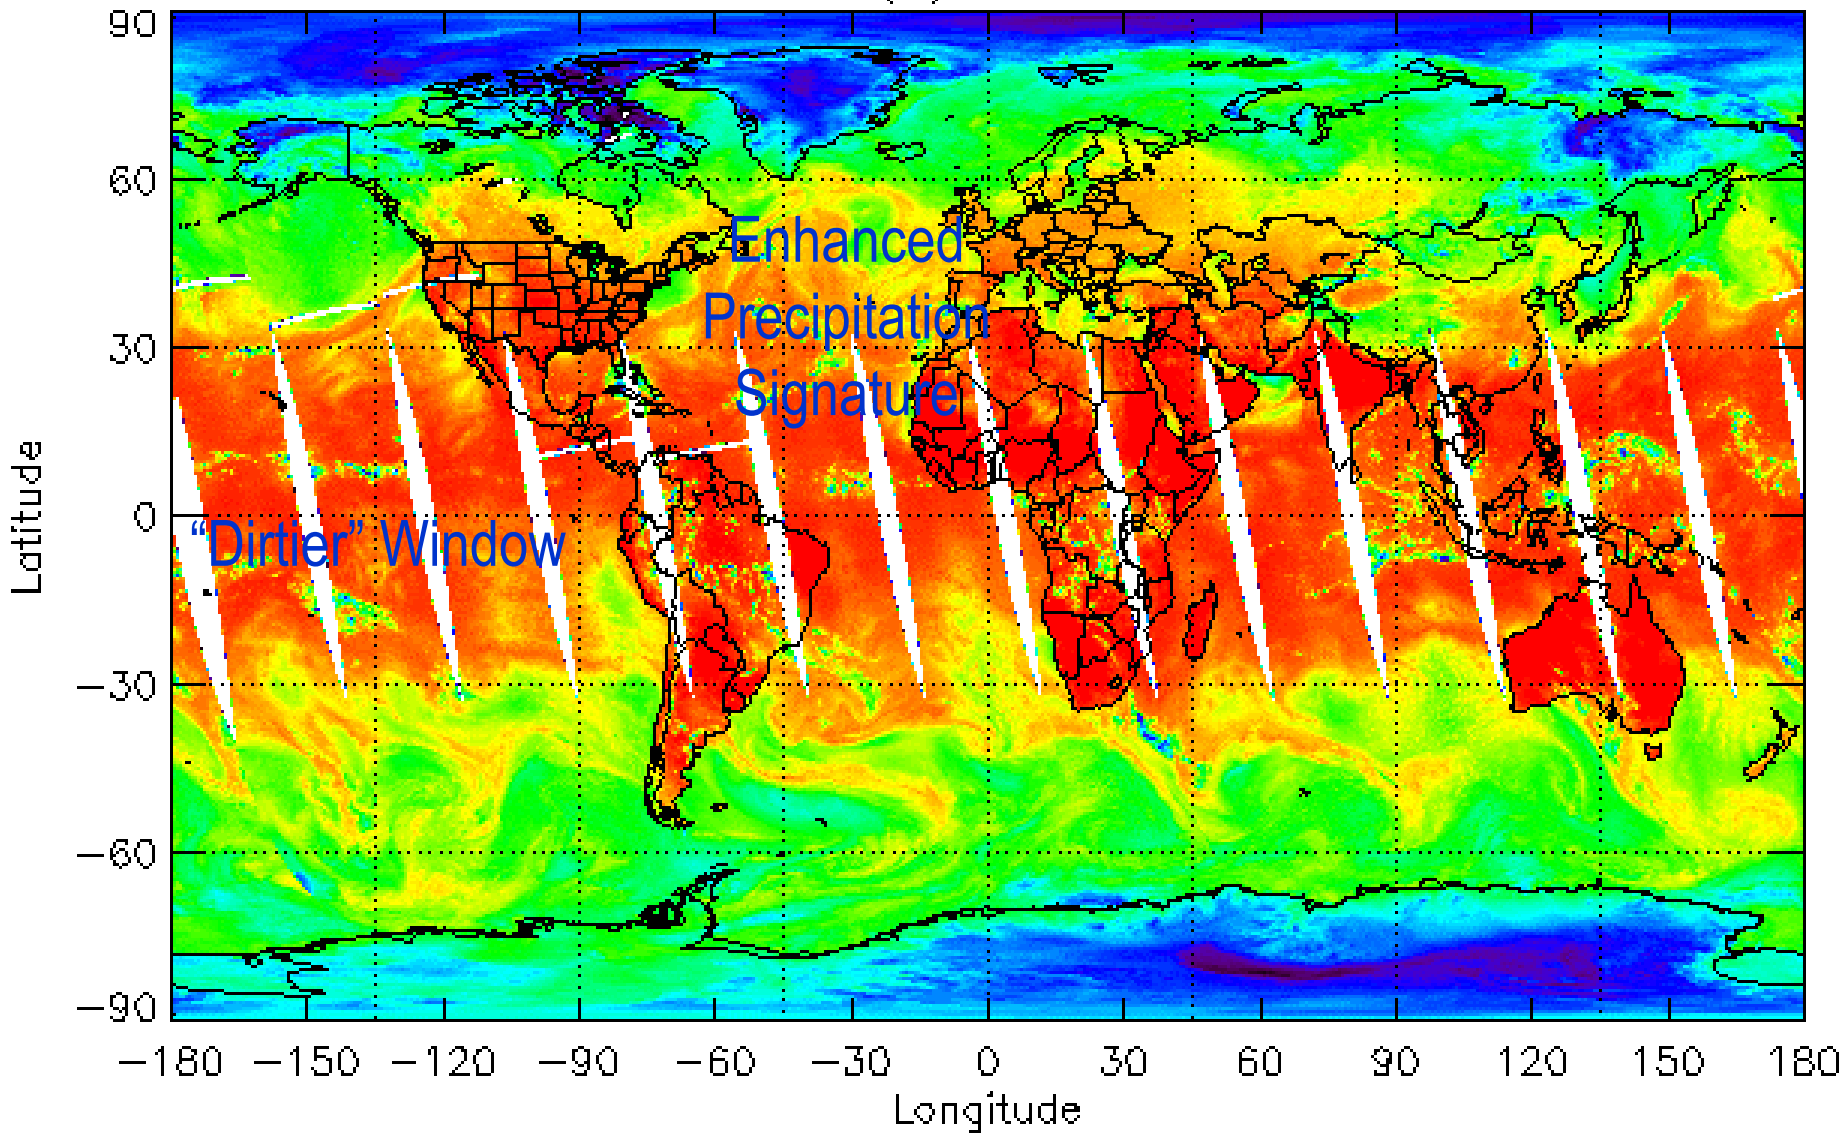 90
60
30
0
−30
−60
−90
Latitude
Enhanced
Precipitation
Signature
“Dirtier” Window
−180 −150 −120 −90 −60 −30 0 30 60 90 120 150 180
Longitude